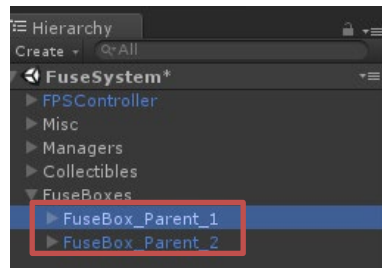 Hierarchy
Create All
FuseSystem*
FPSController
Misc
Managers
Collectibles
FuseBoxes
FuseBox_Parent_1
FuseBox_Parent_2